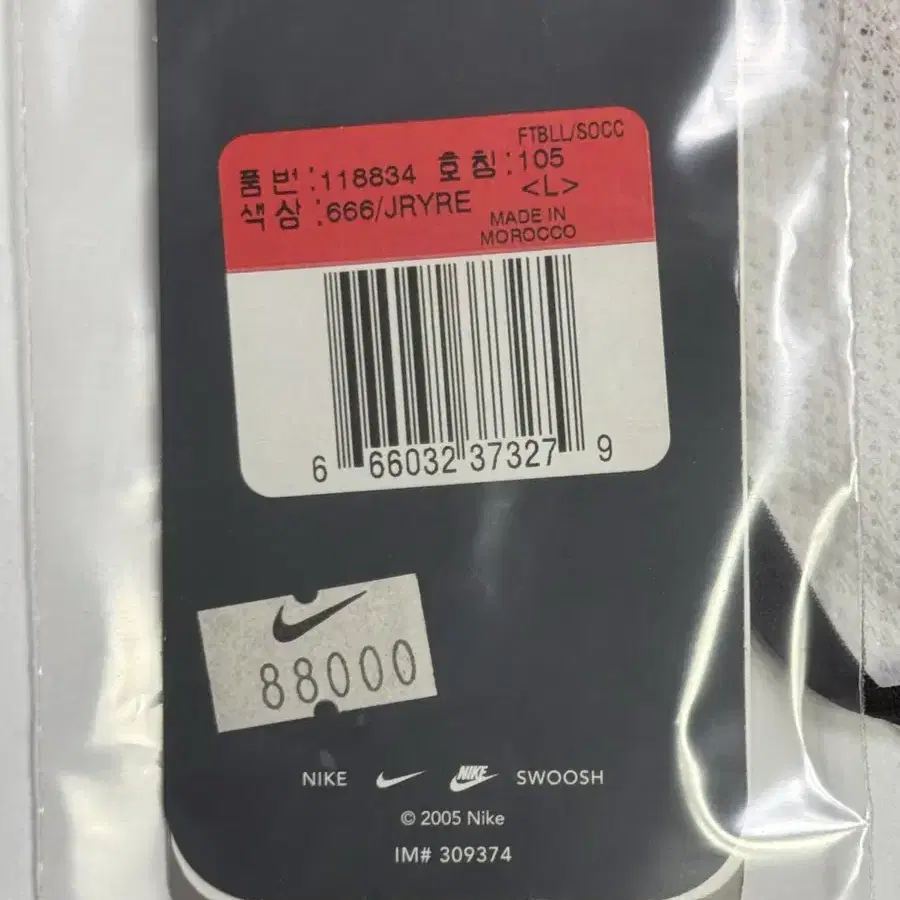 FTBLL/SOCC
품번:118834 호칭:105
<L>
색상:666/JRYRE
MADE IN
MOROCCO
6 66032 37327 9
88000
NIKE NIKE SWOOSH
© 2005 Nike
IM# 309374